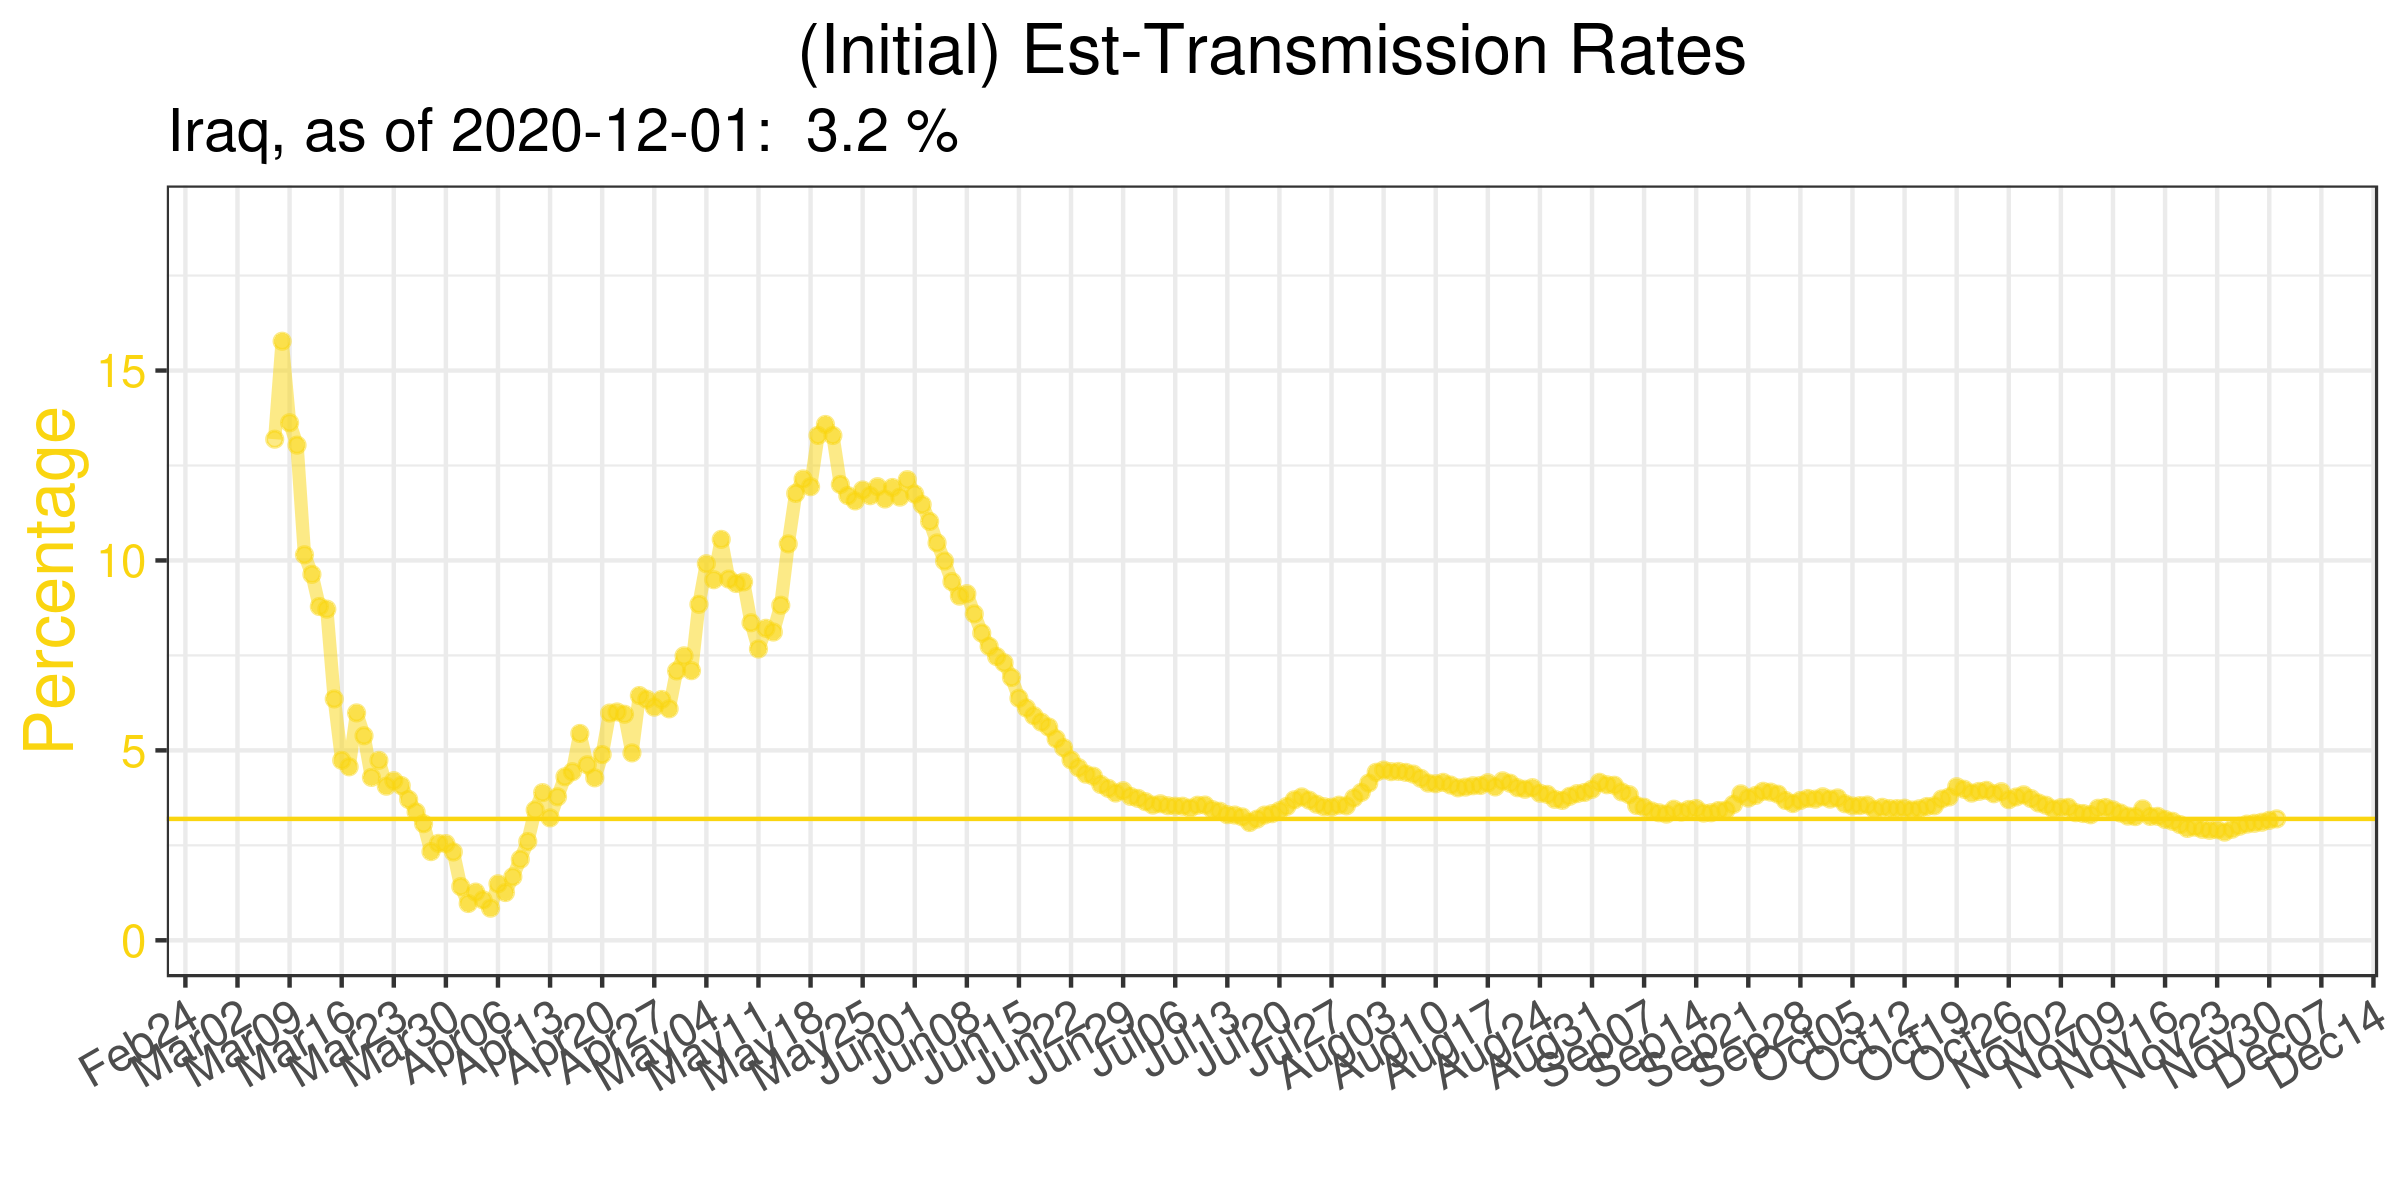 (Initial) Est-Transmission Rates
Iraq, as of 2020-12-01:  3.2 %
Percentage
15
10
5
0
Feb24
Mar02
Mar09
Mar16
Mar23
Mar30
Apr06
Apr13
Apr20
Apr27
May04
May11
May18
May25
Jun01
Jun08
Jun15
Jun22
Jun29
Jul06
Jul13
Jul20
Jul27
Aug03
Aug10
Aug17
Aug24
Aug31
Sep07
Sep14
Sep21
Sep28
Oct05
Oct12
Oct19
Oct26
Nov02
Nov09
Nov16
Nov23
Nov30
Dec07
Dec14